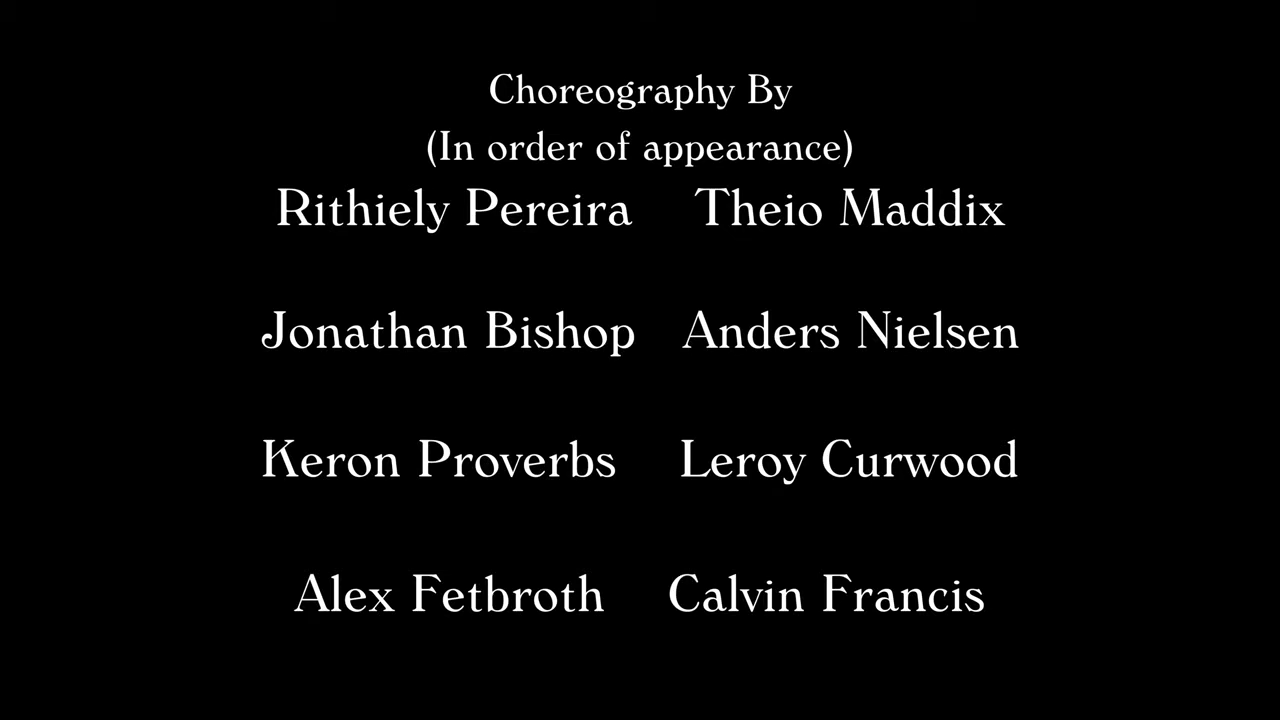 Choreography By
(In order of appearance)
Rithiely Pereira Theio Maddix
Jonathan Bishop Anders Nielsen
Keron Proverbs Leroy Curwood
Alex Fetbroth Calvin Francis